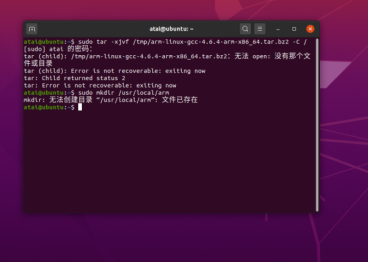 atai@ubuntu: ~
atai@ubuntu:~$ sudo tar -xjvf /tmp/arm-linux-gcc-4.6.4-arm-x86_64.tar.bz2 -C /
[sudo] atai 的密码:
tar (child): /tmp/arm-linux-gcc-4.6.4-arm-x86_64.tar.bz2: 无法 open: 没有那个文
件或目录
tar (child): Error is not recoverable: exiting now
tar: Child returned status 2
tar: Error is not recoverable: exiting now
atai@ubuntu:~$ sudo mkdir /usr/local/arm
mkdir: 无法创建目录 "/usr/local/arm": 文件已存在
atai@ubuntu:~$